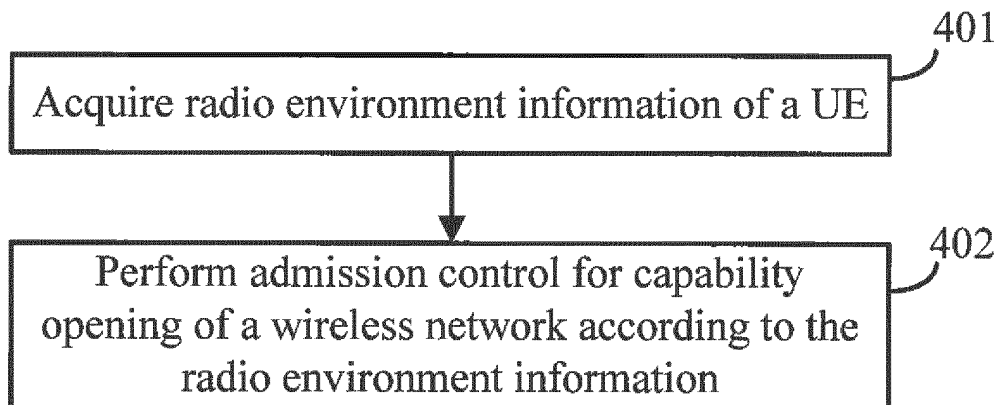 401
Acquire radio environment information of a UE
402
Perform admission control for capability
opening of a wireless network according to the
radio environment information